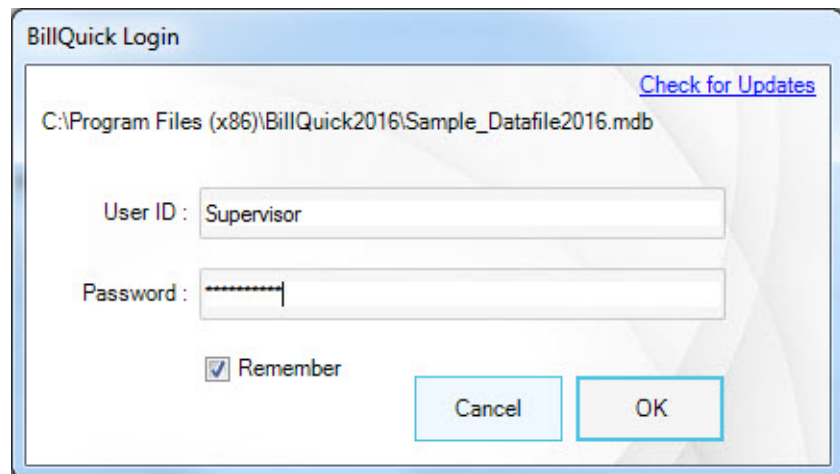 BillQuick Login
Check for Updates
C:\Program Files (x86)\BillQuick2016\Sample_Datafile2016.mdb
User ID : Supervisor
Password : **********
Remember
Cancel OK